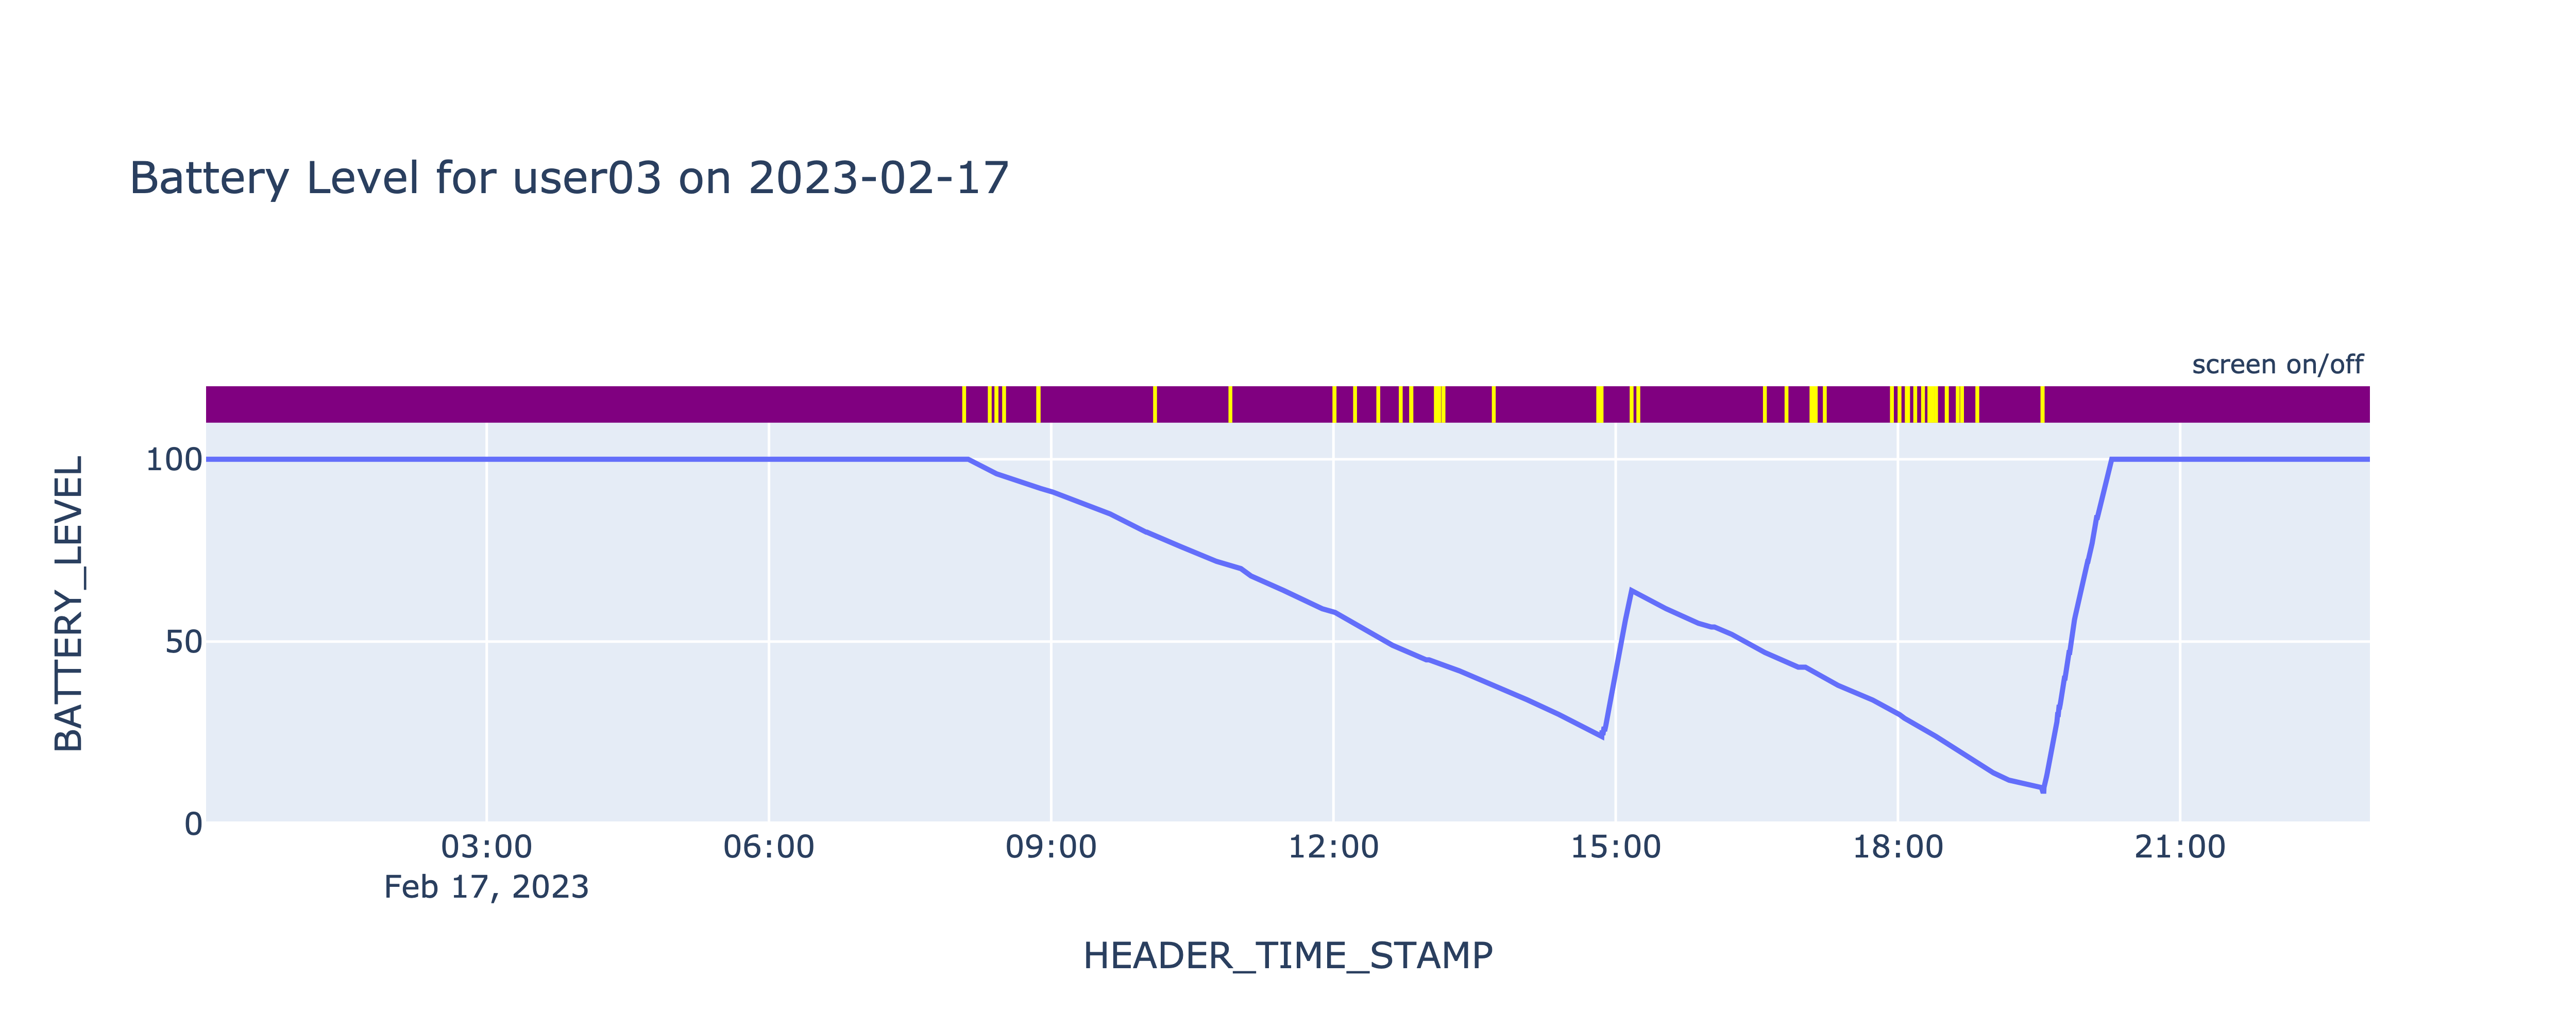 Battery Level for user03 on 2023-02-17
screen on/off
BATTERY_LEVEL
100
50
0
03:00 06:00 09:00 12:00 15:00 18:00 21:00
Feb 17, 2023
HEADER_TIME_STAMP